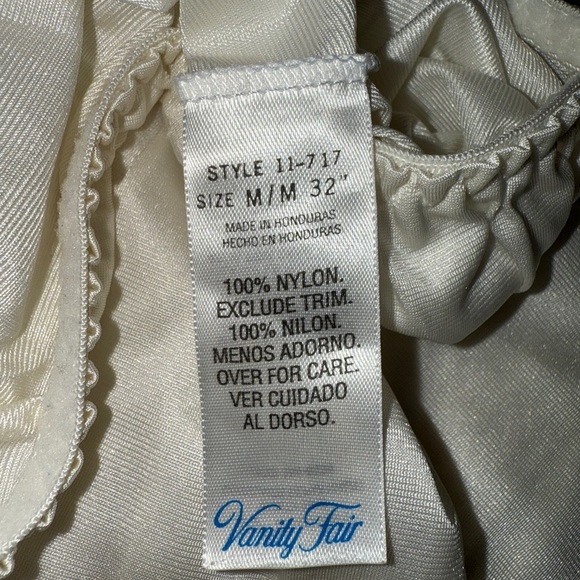 STYLE 11-717
SIZE M/M 32"
MADE IN HONDURAS
HECHO EN HONDURAS
100% NYLON.
EXCLUDE TRIM.
100% NILON.
MENOS ADORNO.
OVER FOR CARE.
VER CUIDADO
AL DORSO.
Vanity Fair